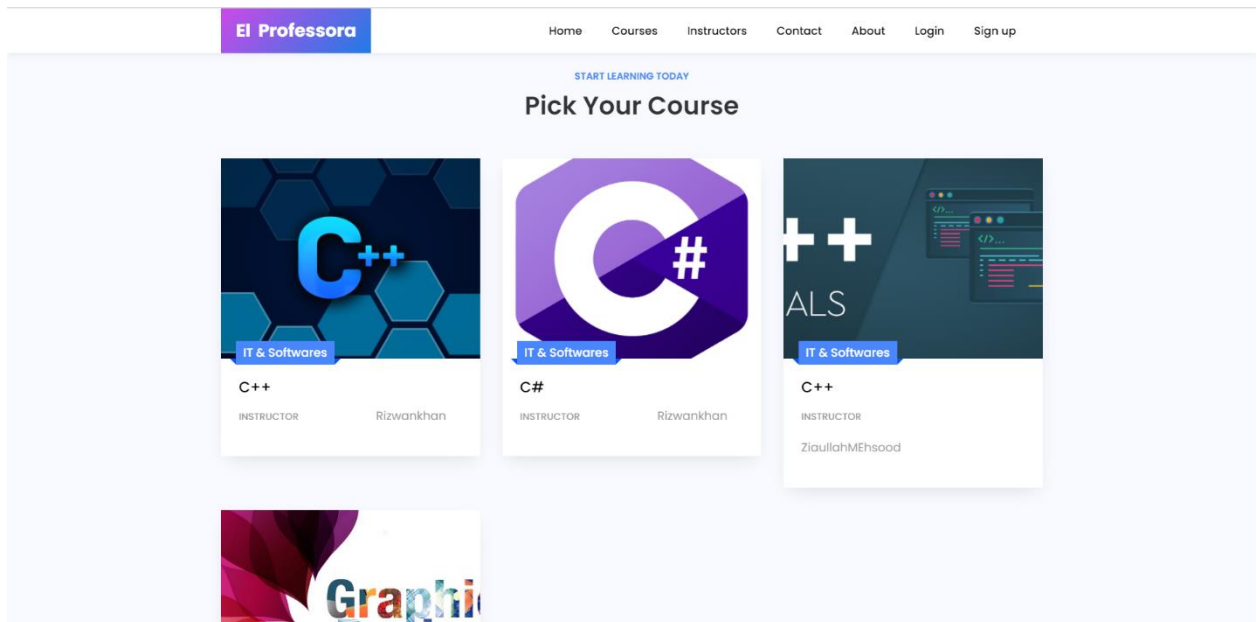 El Professora
Home Courses Instructors Contact About Login Sign up
START LEARNING TODAY
Pick Your Course
C++
IT & Softwares
C++
INSTRUCTOR Rizwankhan
C#
IT & Softwares
C#
INSTRUCTOR Rizwankhan
++
ALS
</>...
</>...
IT & Softwares
C++
INSTRUCTOR
ZiaullahMEhsood
Graphi